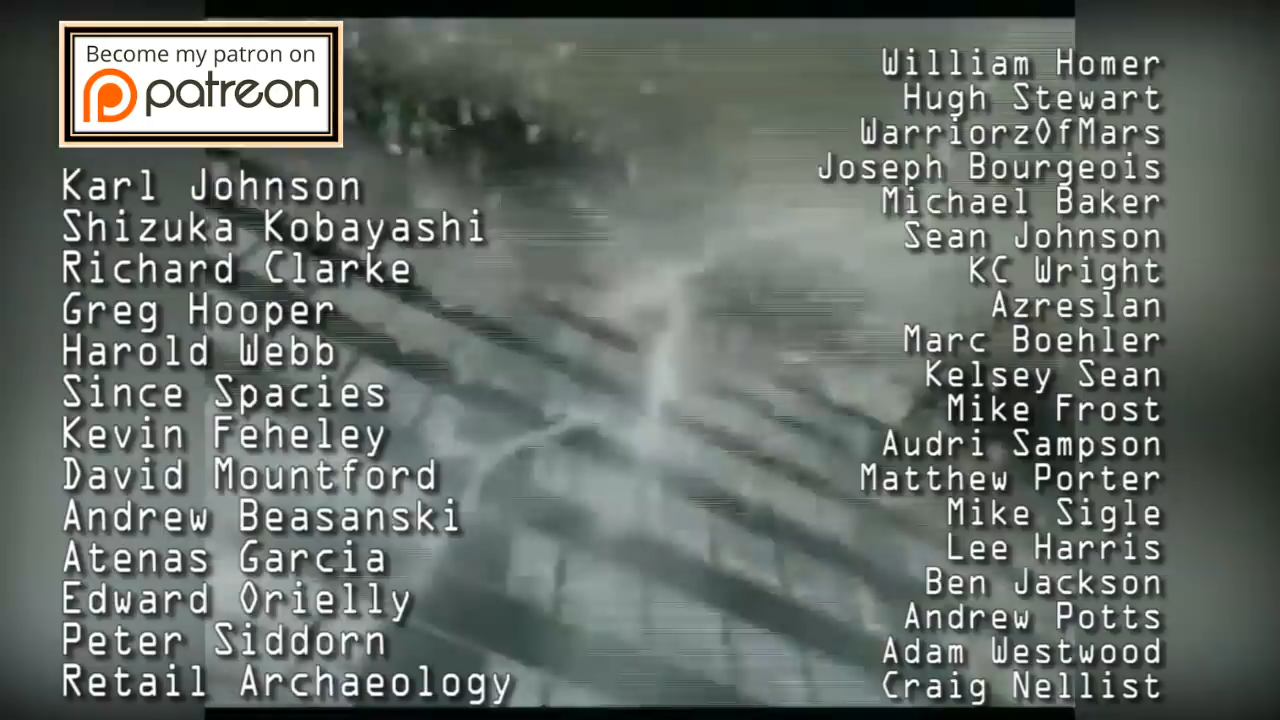 Become my patron on
patreon
Karl Johnson
Shizuka Kobayashi
Richard Clarke
Greg Hooper
Harold Webb
Since Spacies
Kevin Feheley
David Mountford
Andrew Beasanski
Atenas Garcia
Edward Orielly
Peter Siddorn
Retail Archaeology
William Homer
Hugh Stewart
WarriorzOfMars
Joseph Bourgeois
Michael Baker
Sean Johnson
KC Wright
Azreslan
Marc Boehler
Kelsey Sean
Mike Frost
Audri Sampson
Matthew Porter
Mike Sigle
Lee Harris
Ben Jackson
Andrew Potts
Adam Westwood
Craig Nellist